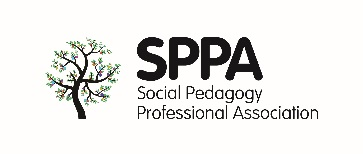 SPPA
Social Pedagogy
Professional Association